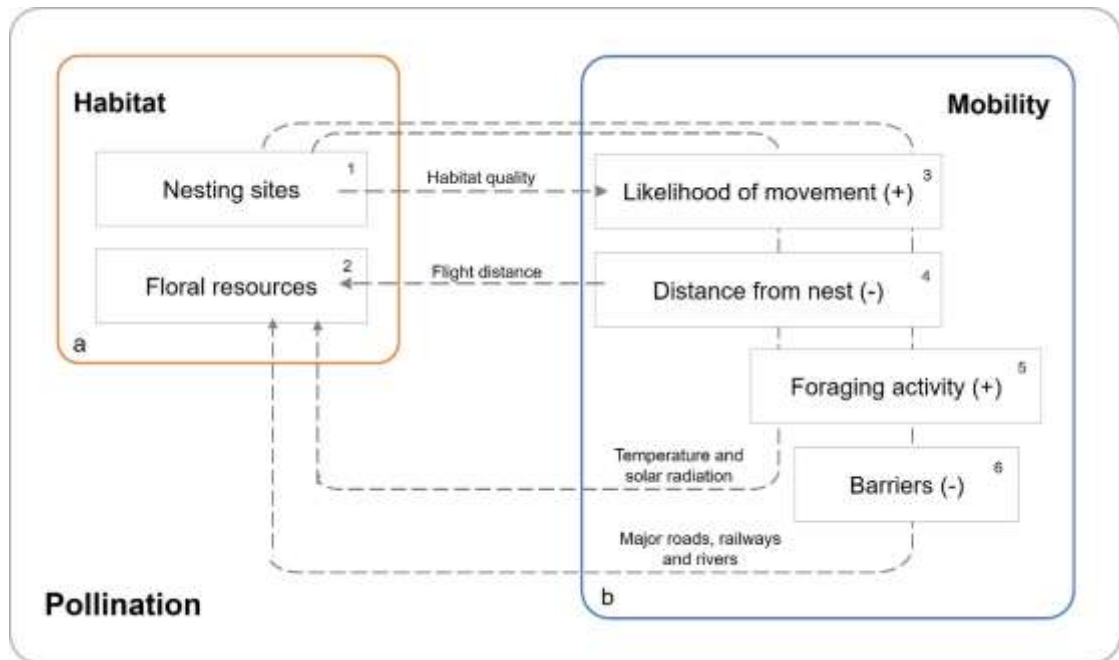 Habitat
Mobility
1
Nesting sites
Habitat quality
3
Likelihood of movement (+)
2
Floral resources
Flight distance
4
Distance from nest (-)
a
5
Foraging activity (+)
Temperature and
solar radiation
6
Barriers (-)
Major roads, railways
and rivers
Pollination
b